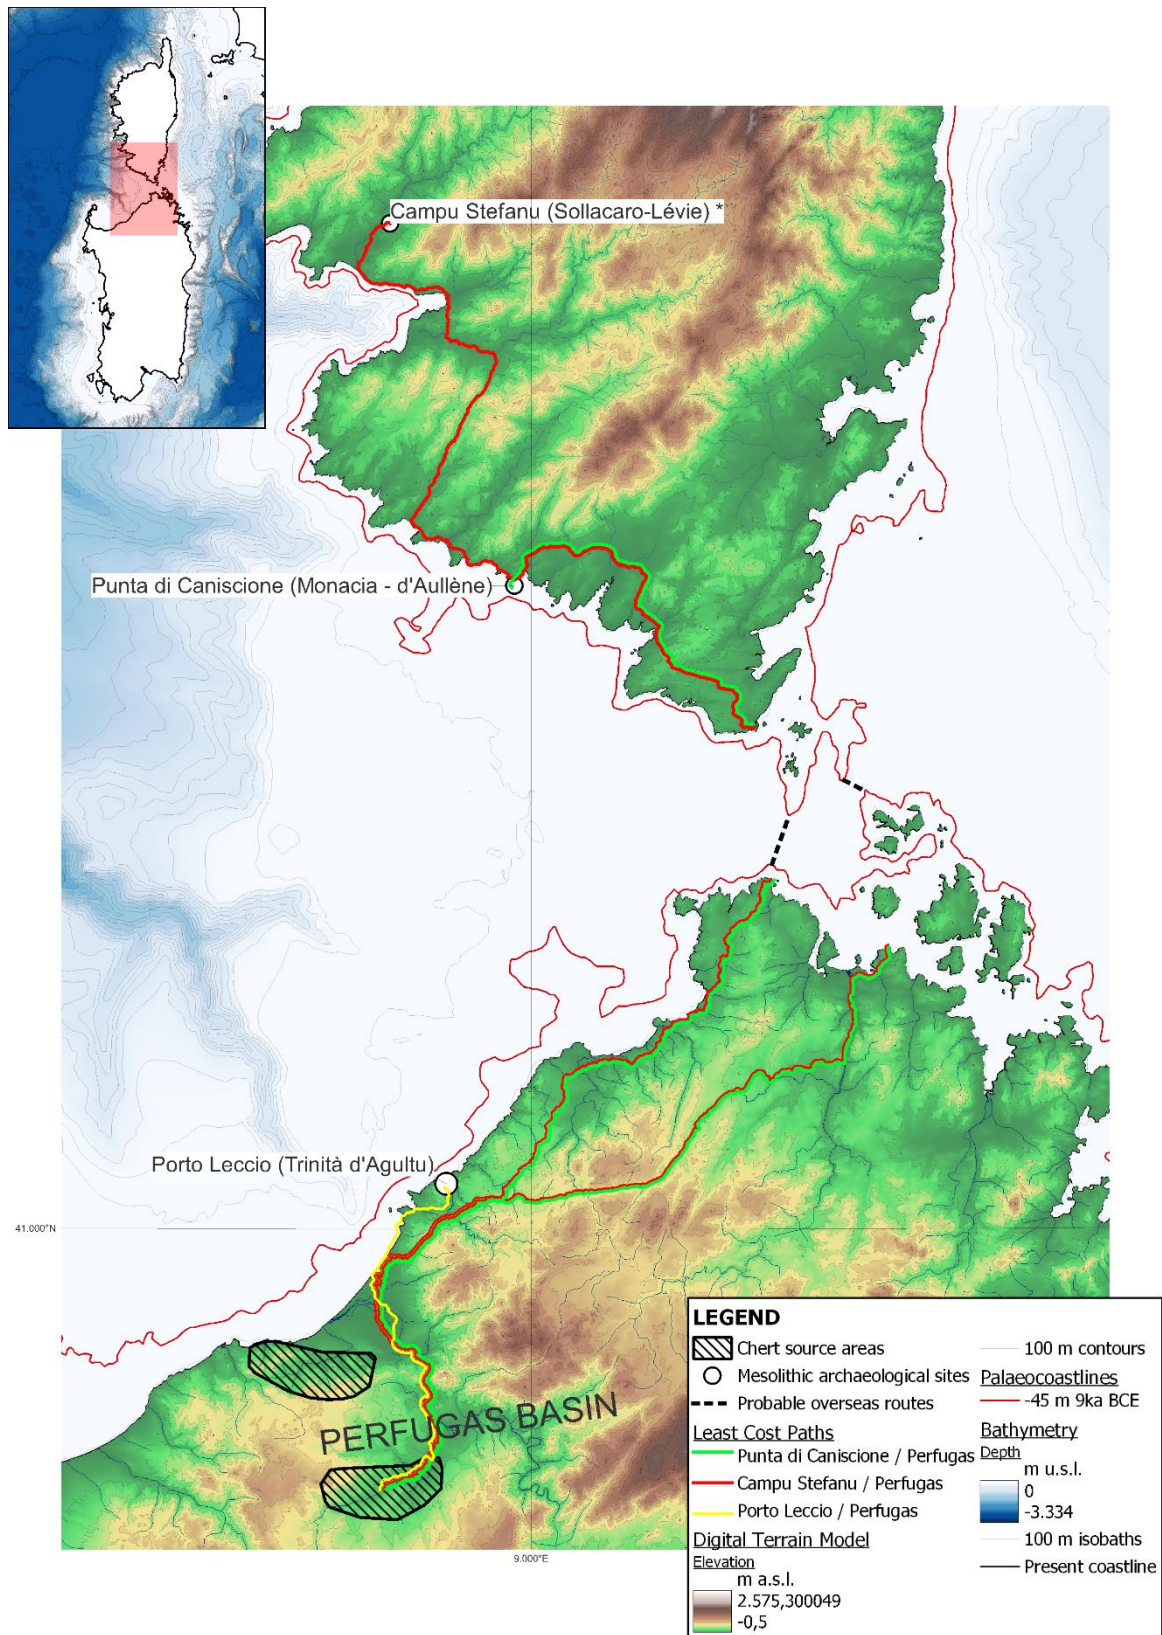 Campu Stefanu (Sollacaro-Lévie) *
Punta di Caniscione (Monacia - d'Aullène)
Porto Leccio (Trinità d'Agultu)
41.000°N
PERFUGAS BASIN
9.000°E
LEGEND
Chert source areas
Mesolithic archaeological sites
Probable overseas routes
Least Cost Paths
Punta di Caniscione / Perfugas
Campu Stefanu / Perfugas
Porto Leccio / Perfugas
Digital Terrain Model
Elevation
m a.s.l.
2.575,300049
-0,5
100 m contours
Palaeocoastlines
-45 m 9ka BCE
Bathymetry
Depth
m u.s.l.
0
-3.334
100 m isobaths
Present coastline